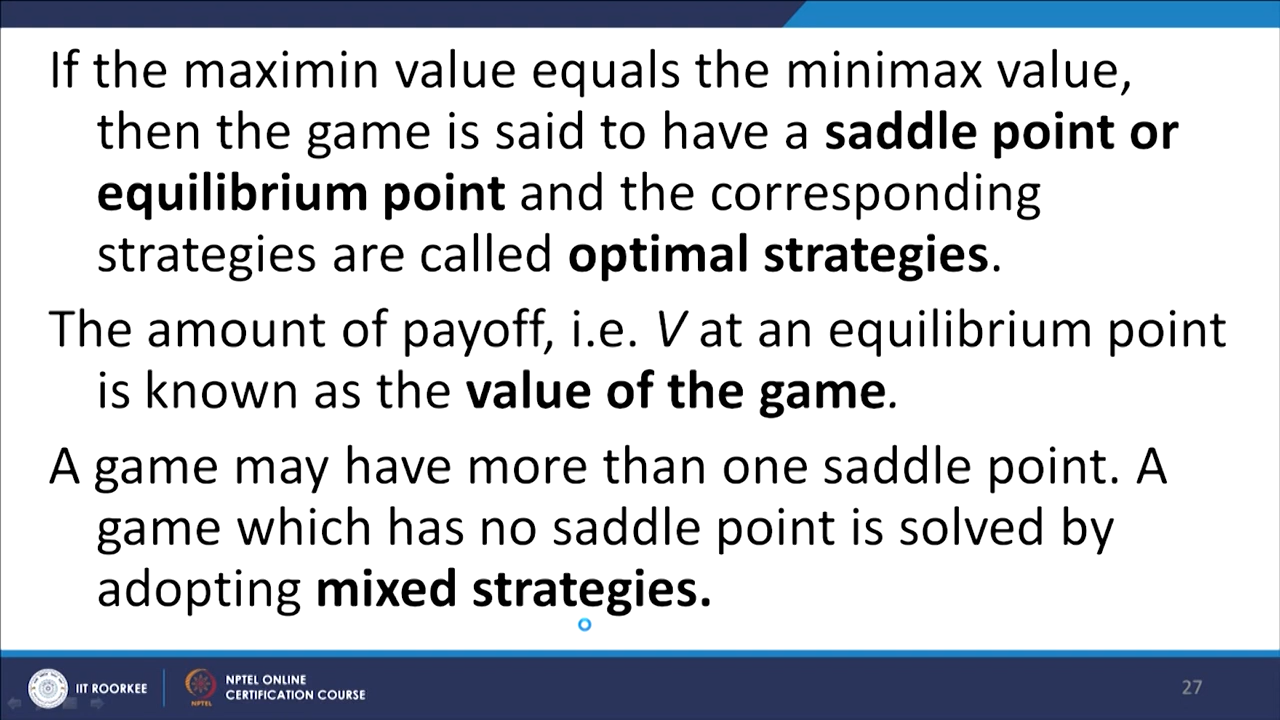 If the maximin value equals the minimax value,
then the game is said to have a saddle point or
equilibrium point and the corresponding
strategies are called optimal strategies.
The amount of payoff, i.e. V at an equilibrium point
is known as the value of the game.
A game may have more than one saddle point. A
game which has no saddle point is solved by
adopting mixed strategies.
IIT ROORKEE
NPTEL
NPTEL ONLINE
CERTIFICATION COURSE
27